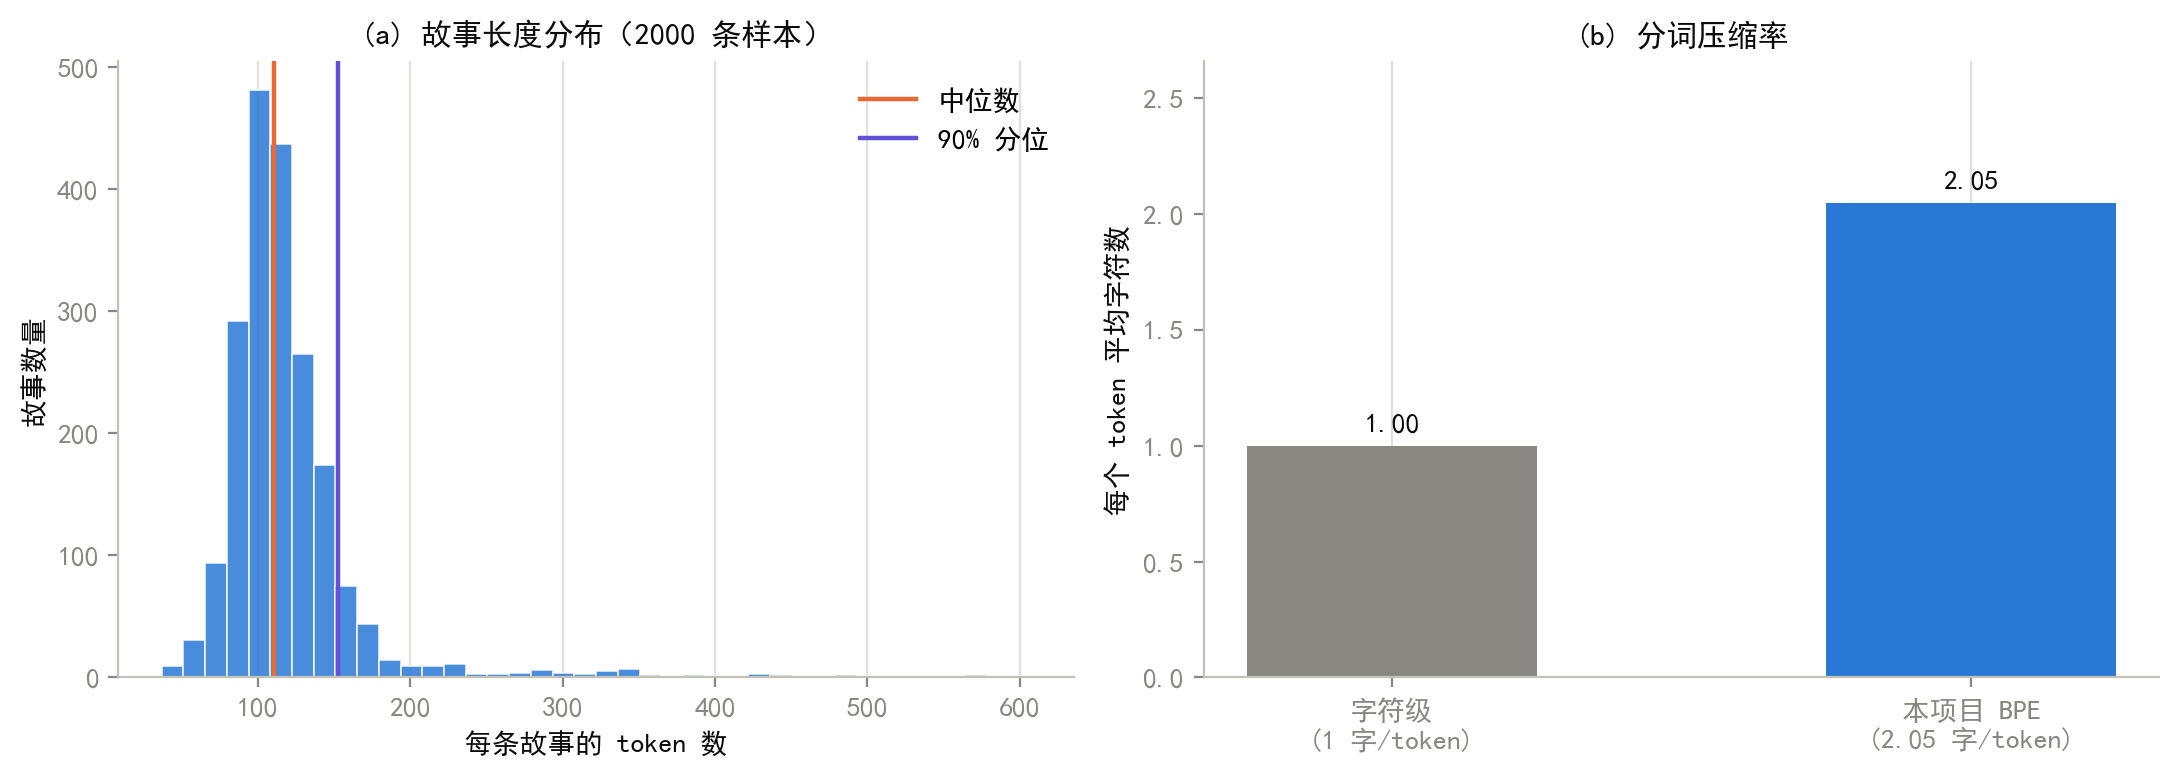 (a) 故事长度分布（2000 条样本）
500
400
300
200
100
0
故事数量
中位数
90% 分位
100 200 300 400 500 600
每条故事的 token 数
(b) 分词压缩率
2.5
2.0
1.5
1.0
0.5
0.0
每个 token 平均字符数
1.00
2.05
字符级
(1 字/token)
本项目 BPE
(2.05 字/token)